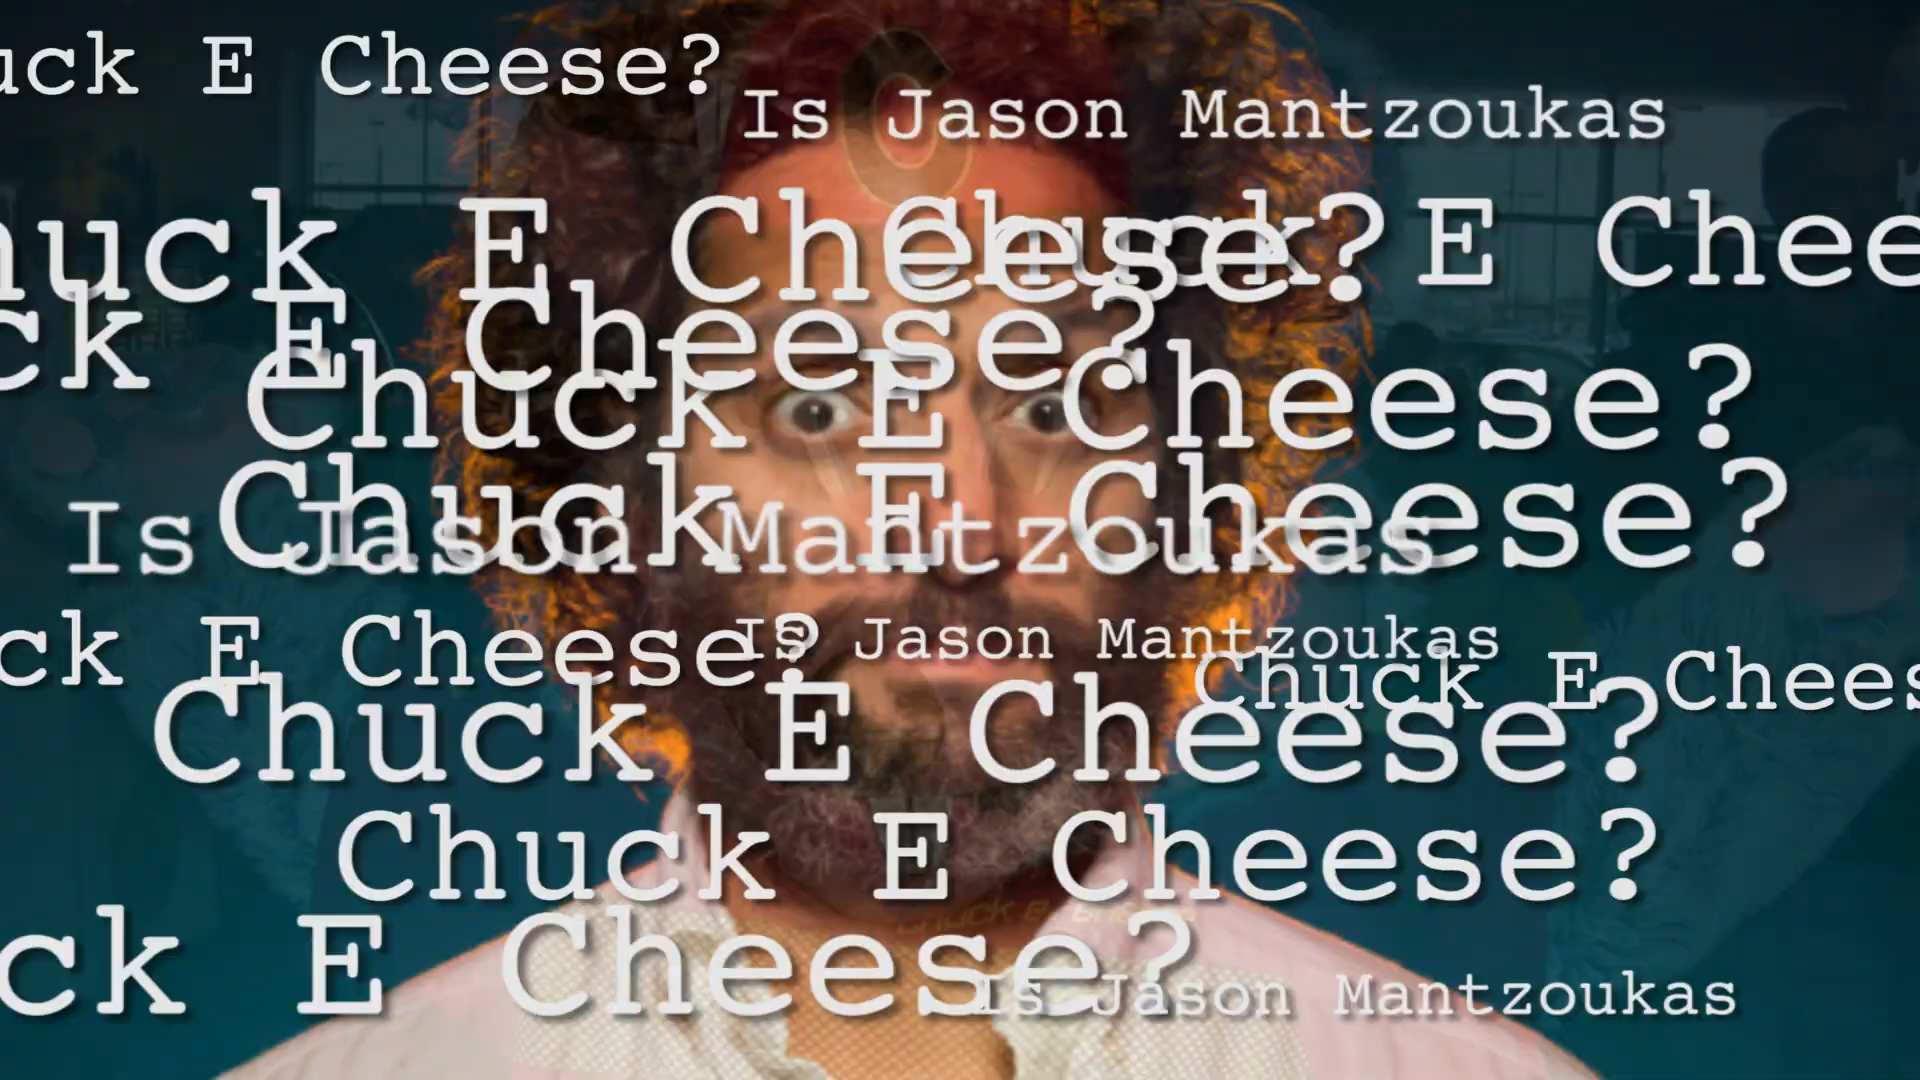 uck E Cheese?
Is Jason Mantzoukas
huck E Cheese?
Chuck E Chee
ck E Cheese?
Chuck E Cheese?
Chuck E Cheese?
Is Jason Mantzoukas
ck E Cheese?
Is Jason Mantzoukas
Chuck E Chees
Chuck E Cheese?
Chuck E Cheese?
ck E Cheese?
Is Jason Mantzoukas